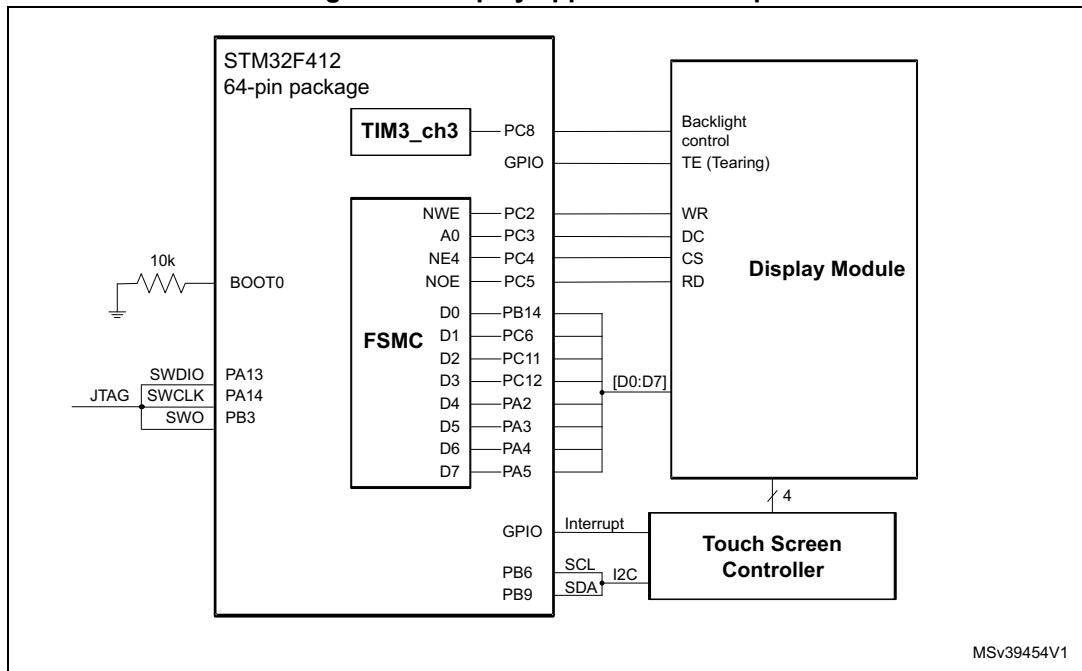 STM32F412
64-pin package
TIM3_ch3
PC8
Backlight
control
GPIO
TE (Tearing)
NWE
PC2
WR
A0
PC3
DC
NE4
PC4
CS
NOE
PC5
RD
Display Module
10k
BOOT0
FSMC
D0
PB14
D1
PC6
D2
PC11
D3
PC12
D4
PA2
D5
PA3
D6
PA4
D7
PA5
[D0:D7]
JTAG
SWDIO
PA13
SWCLK
PA14
SWO
PB3
4
GPIO
Interrupt
Touch Screen
Controller
PB6
SCL
I2C
PB9
SDA
MSv39454V1